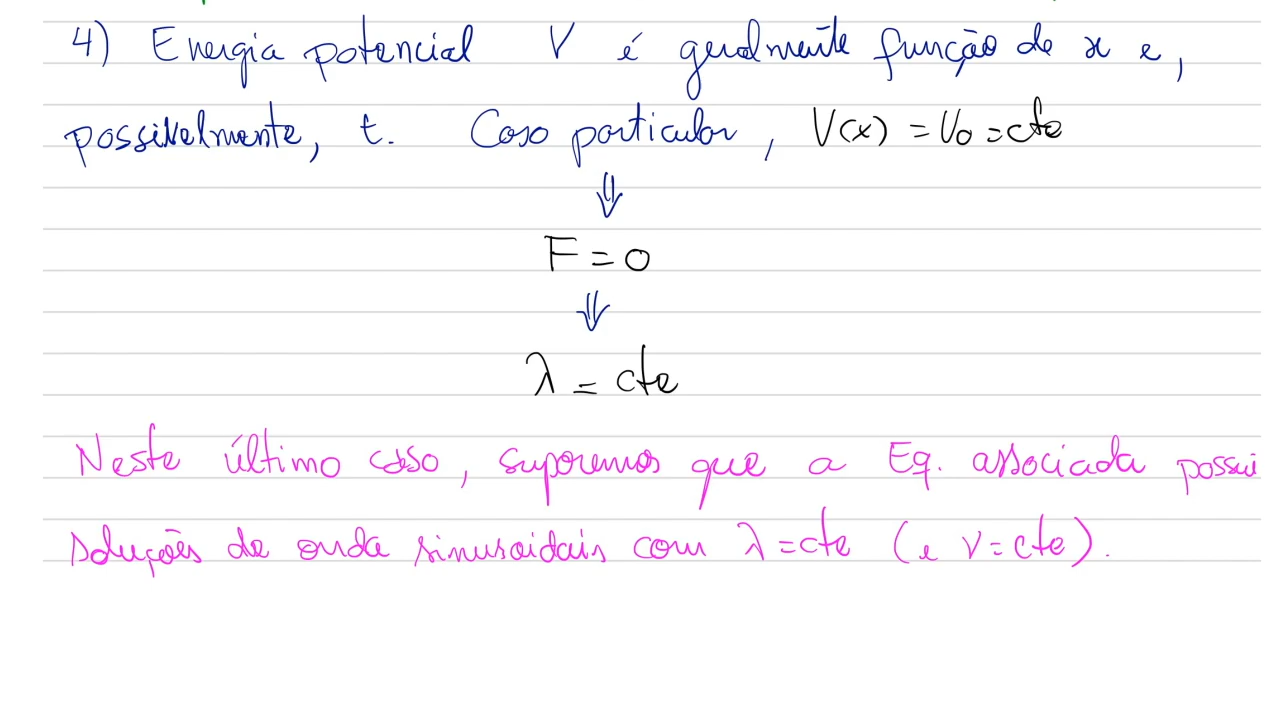 4) Energia potencial V é geralmente função de x e,
possivelmente, t. Caso particular, V(x) = V₀ = cte
⇓
F = 0
⇓
λ = cte
Neste último caso, suporemos que a Eq. associada possui
soluções de onda sinusoidais com λ = cte (e ν = cte).